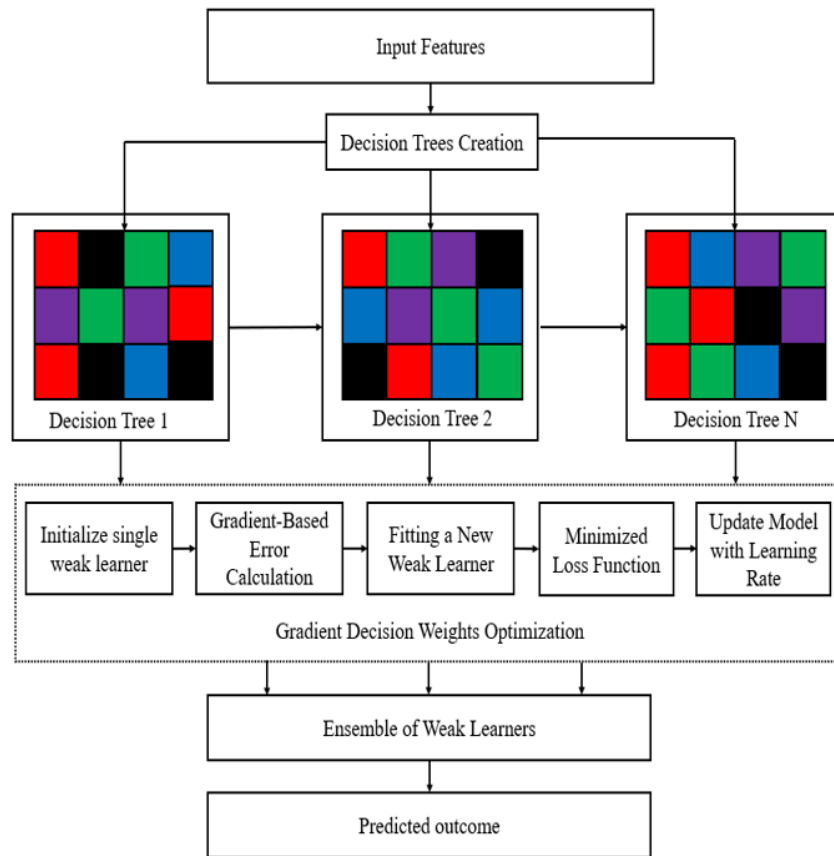 Input Features
Decision Trees Creation
Decision Tree 1
Decision Tree 2
Decision Tree N
Initialize single
weak learner
Gradient-Based
Error
Calculation
Fitting a New
Weak Learner
Minimized
Loss Function
Update Model
with Learning
Rate
Gradient Decision Weights Optimization
Ensemble of Weak Learners
Predicted outcome